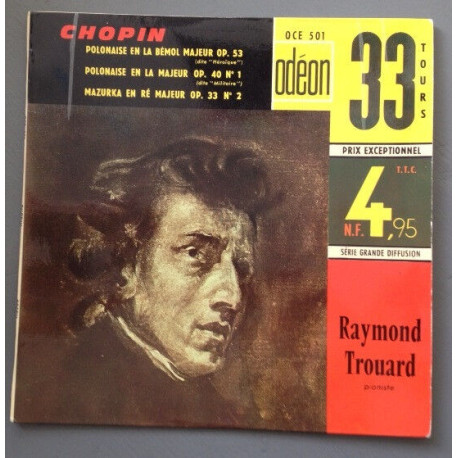 CHOPIN
POLONAISE EN LA BÉMOL MAJEUR OP. 53
(dite "Héroïque")
POLONAISE EN LA MAJEUR OP. 40 N° 1
(dite "Militaire")
MAZURKA EN RÉ MAJEUR OP. 33 N° 2
OCE 501
odéon
33
TOURS
PRIX EXCEPTIONNEL
T.T.C.
N.F. 4,95
SÉRIE GRANDE DIFFUSION
Raymond
Trouard
pianiste